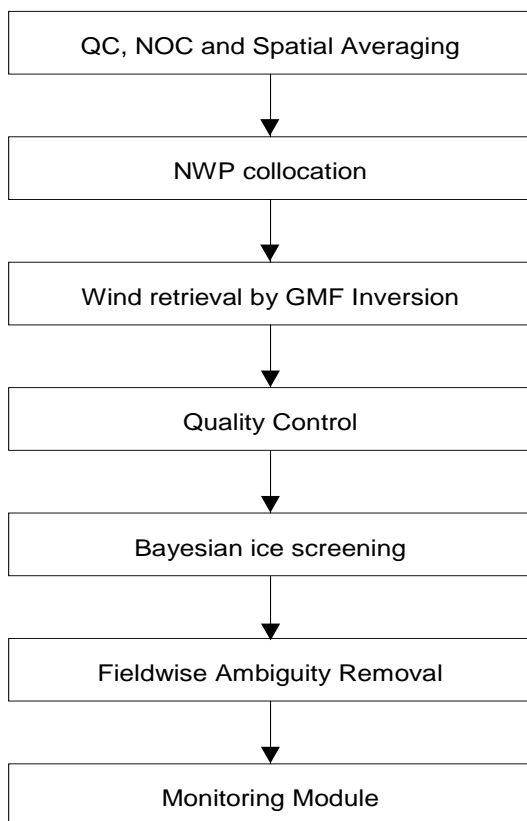 QC, NOC and Spatial Averaging
NWP collocation
Wind retrieval by GMF Inversion
Quality Control
Bayesian ice screening
Fieldwise Ambiguity Removal
Monitoring Module